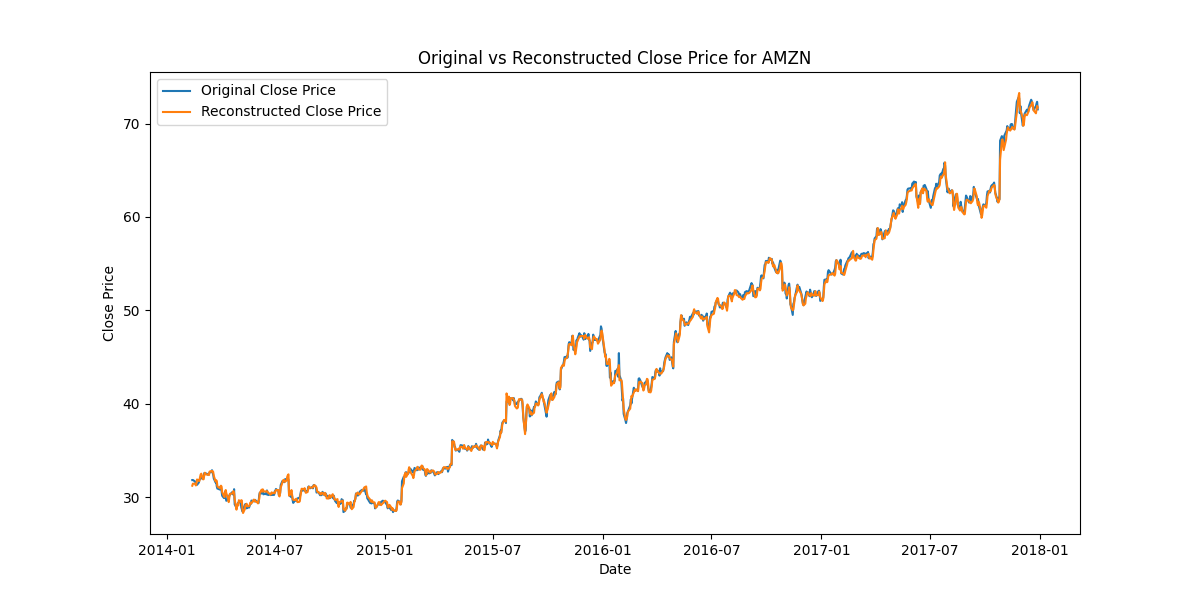 Original vs Reconstructed Close Price for AMZN
Original Close Price
Reconstructed Close Price
70
60
50
40
30
Close Price
2014-01 2014-07 2015-01 2015-07 2016-01 2016-07 2017-01 2017-07 2018-01
Date